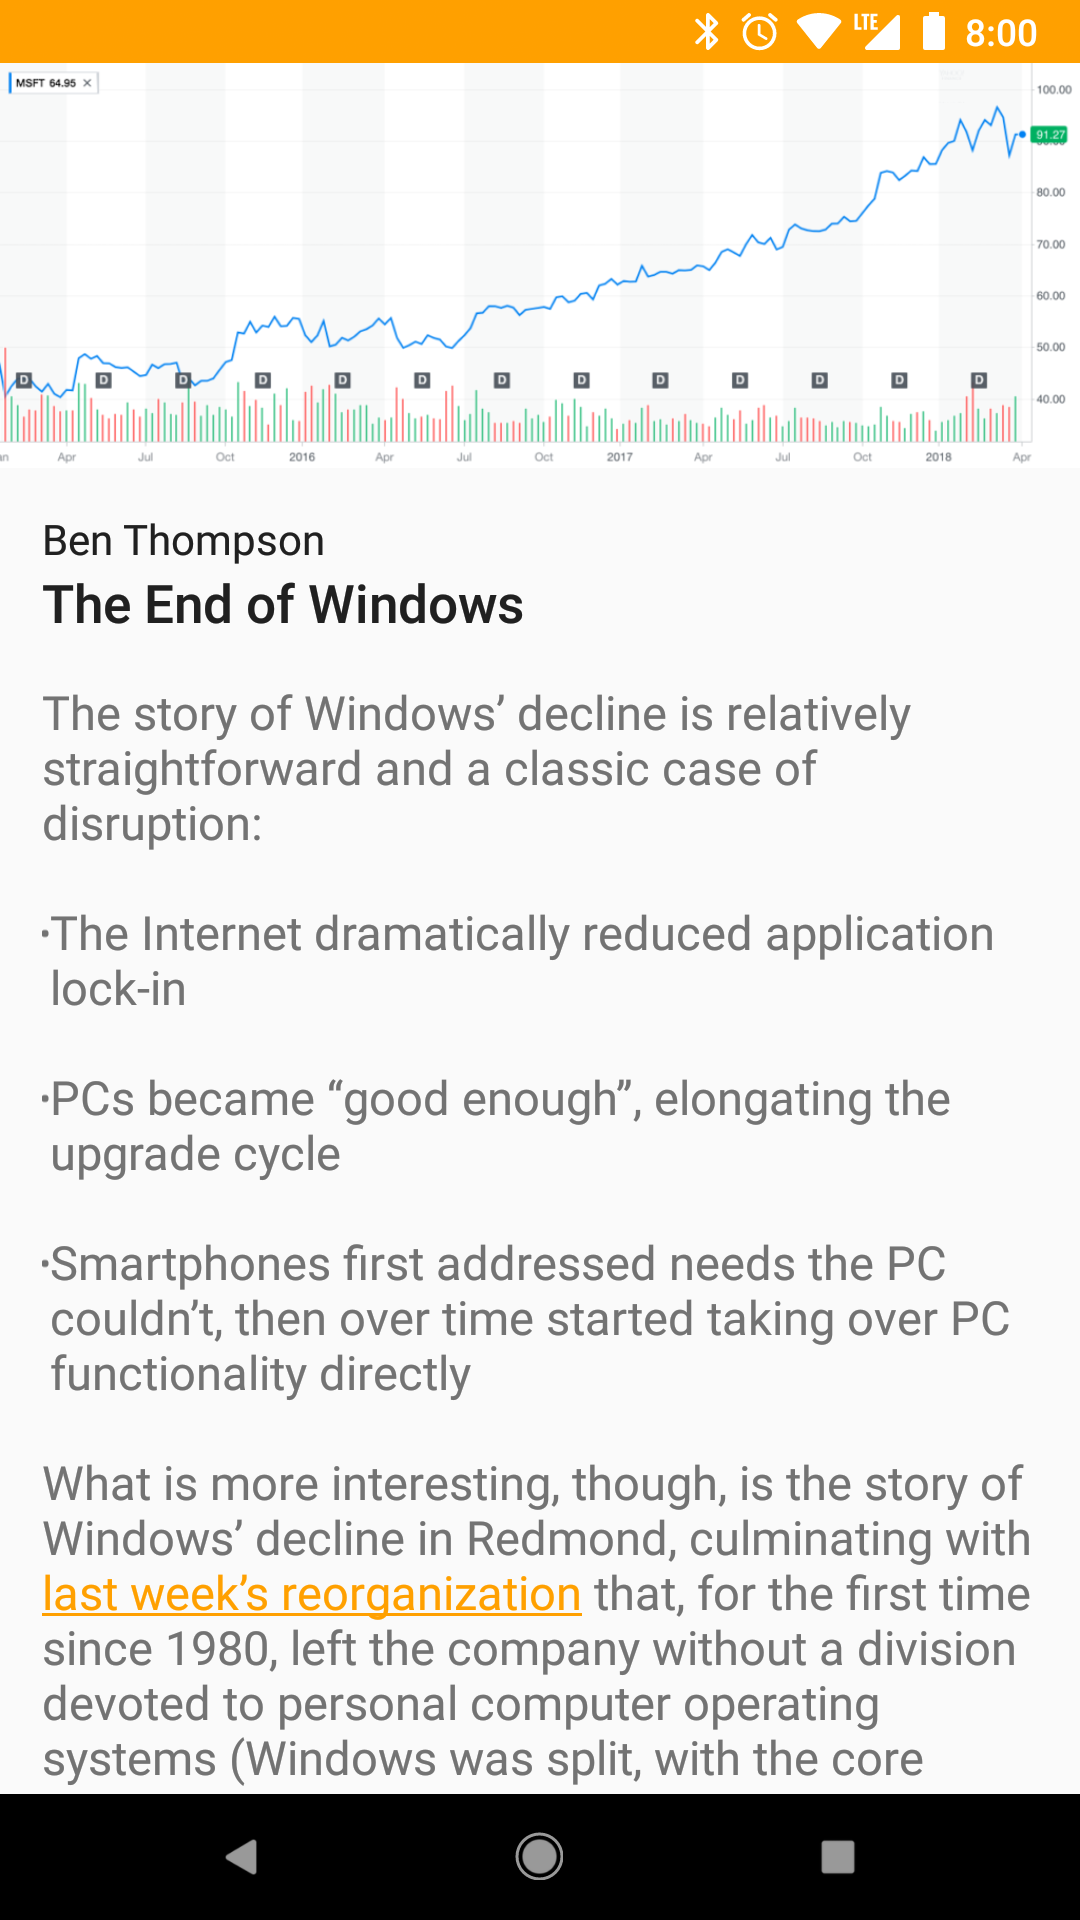 LTE 8:00
MSFT 64.95 ✕
100.00
91.27
80.00
70.00
60.00
50.00
D D D D D D D D D D D D D
40.00
an Apr Jul Oct 2016 Apr Jul Oct 2017 Apr Jul Oct 2018 Apr
Ben Thompson
The End of Windows
The story of Windows’ decline is relatively
straightforward and a classic case of
disruption:
•The Internet dramatically reduced application
lock-in
•PCs became “good enough”, elongating the
upgrade cycle
•Smartphones first addressed needs the PC
couldn’t, then over time started taking over PC
functionality directly
What is more interesting, though, is the story of
Windows’ decline in Redmond, culminating with
last week’s reorganization that, for the first time
since 1980, left the company without a division
devoted to personal computer operating
systems (Windows was split, with the core